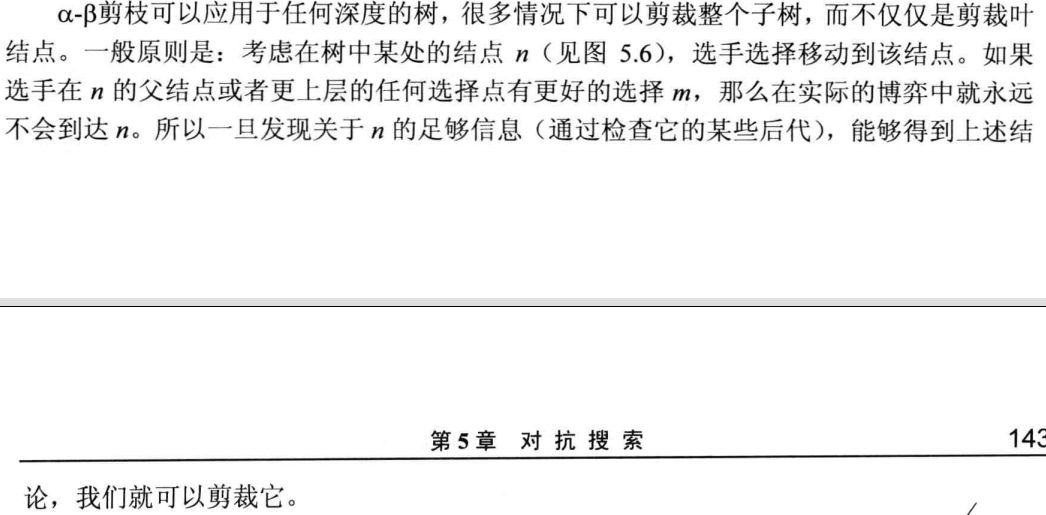 α-β剪枝可以应用于任何深度的树，很多情况下可以剪裁整个子树，而不仅仅是剪裁叶
结点。一般原则是：考虑在树中某处的结点 n（见图 5.6），选手选择移动到该结点。如果
选手在 n 的父结点或者更上层的任何选择点有更好的选择 m，那么在实际的博弈中就永远
不会到达 n。所以一旦发现关于 n 的足够信息（通过检查它的某些后代），能够得到上述结
第 5 章 对 抗 搜 索 143
论，我们就可以剪裁它。